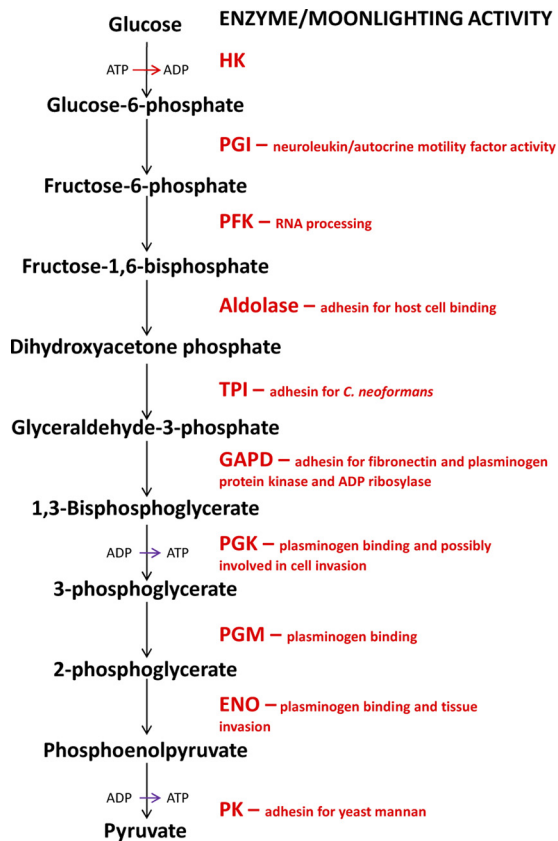 Glucose
ENZYME/MOONLIGHTING ACTIVITY
ATP ADP
HK
Glucose-6-phosphate
PGI – neuroleukin/autocrine motility factor activity
Fructose-6-phosphate
PFK – RNA processing
Fructose-1,6-bisphosphate
Aldolase – adhesin for host cell binding
Dihydroxyacetone phosphate
TPI – adhesin for C. neoformans
Glyceraldehyde-3-phosphate
GAPD – adhesin for fibronectin and plasminogen
protein kinase and ADP ribosylase
1,3-Bisphosphoglycerate
ADP ATP
PGK – plasminogen binding and possibly
involved in cell invasion
3-phosphoglycerate
PGM – plasminogen binding
2-phosphoglycerate
ENO – plasminogen binding and tissue
invasion
Phosphoenolpyruvate
ADP ATP
PK – adhesin for yeast mannan
Pyruvate